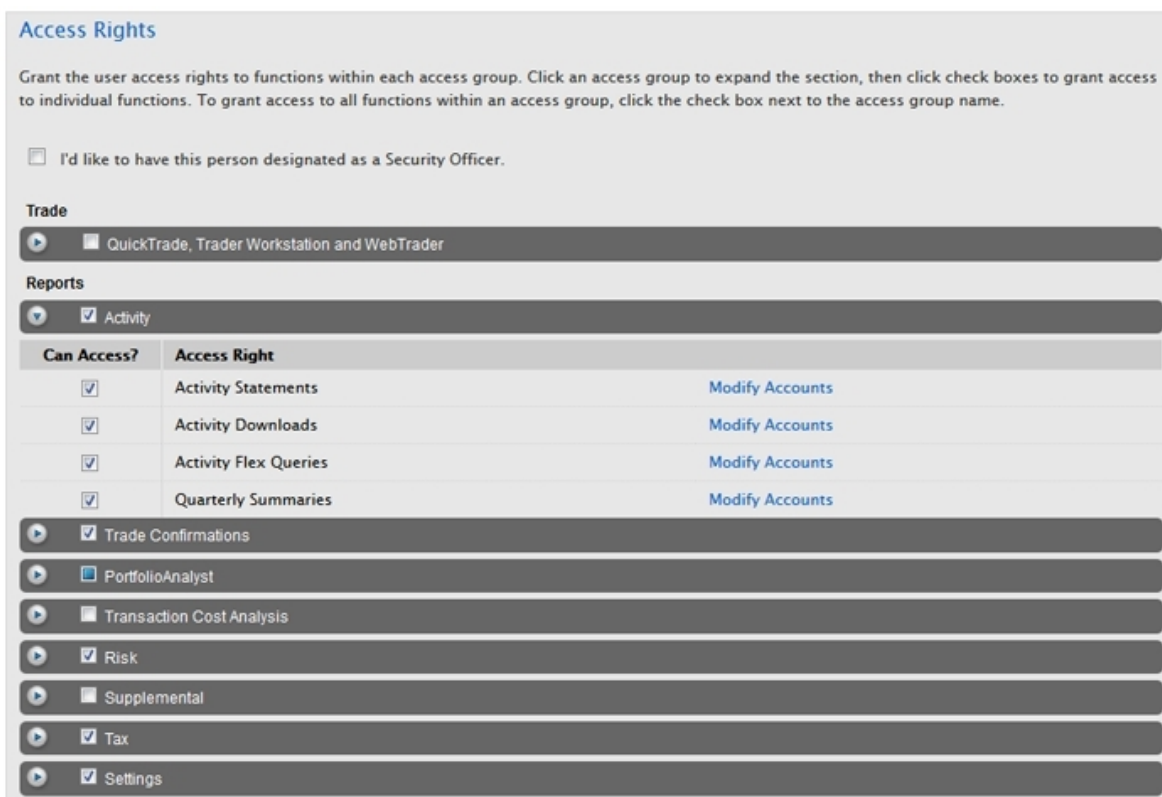 Access Rights
Grant the user access rights to functions within each access group. Click an access group to expand the section, then click check boxes to grant access
to individual functions. To grant access to all functions within an access group, click the check box next to the access group name.
I'd like to have this person designated as a Security Officer.
Trade
QuickTrade, Trader Workstation and WebTrader
Reports
Activity
Can Access? Access Right
Activity Statements Modify Accounts
Activity Downloads Modify Accounts
Activity Flex Queries Modify Accounts
Quarterly Summaries Modify Accounts
Trade Confirmations
PortfolioAnalyst
Transaction Cost Analysis
Risk
Supplemental
Tax
Settings